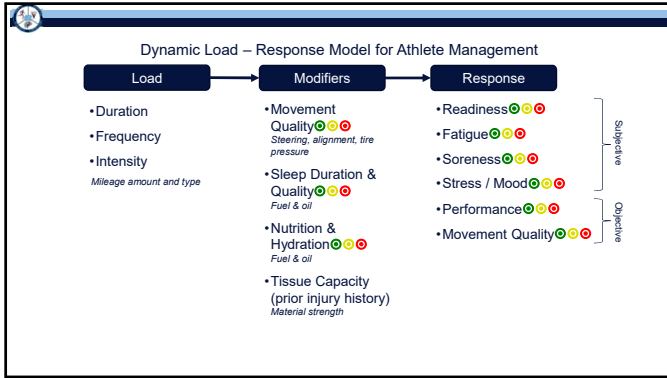 Dynamic Load – Response Model for Athlete Management
Load
Modifiers
Response
•Duration
•Frequency
•Intensity
Mileage amount and type
•Movement
Quality
Steering, alignment, tire
pressure
•Sleep Duration &
Quality
Fuel & oil
•Nutrition &
Hydration
Fuel & oil
•Tissue Capacity
(prior injury history)
Material strength
•Readiness
•Fatigue
•Soreness
•Stress / Mood
•Performance
•Movement Quality
Subjective
Objective